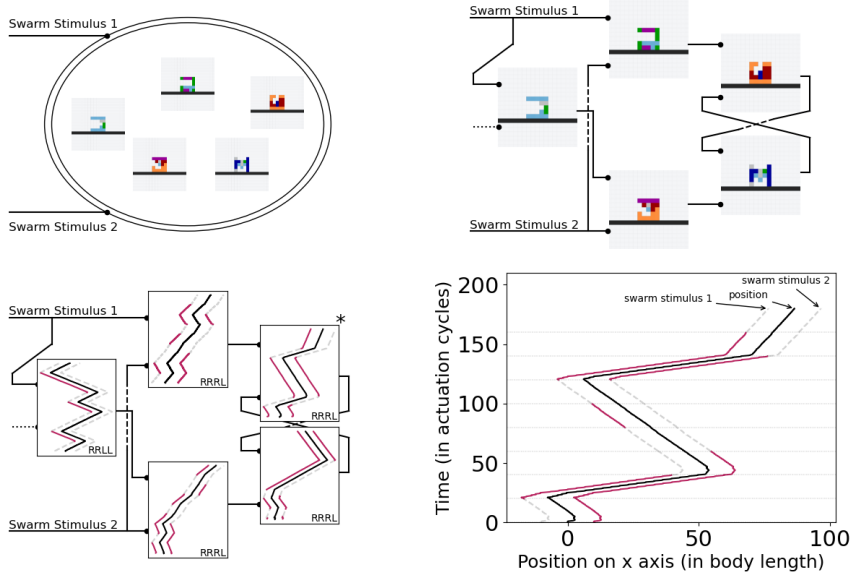 Swarm Stimulus 1
Swarm Stimulus 2
Swarm Stimulus 1
Swarm Stimulus 2
Swarm Stimulus 1
Swarm Stimulus 2
*
RRRL
RRRL
RRLL
RRRL
RRRL
swarm stimulus 2
position
swarm stimulus 1
200
150
100
50
0
0
50
100
Time (in actuation cycles)
Position on x axis (in body length)